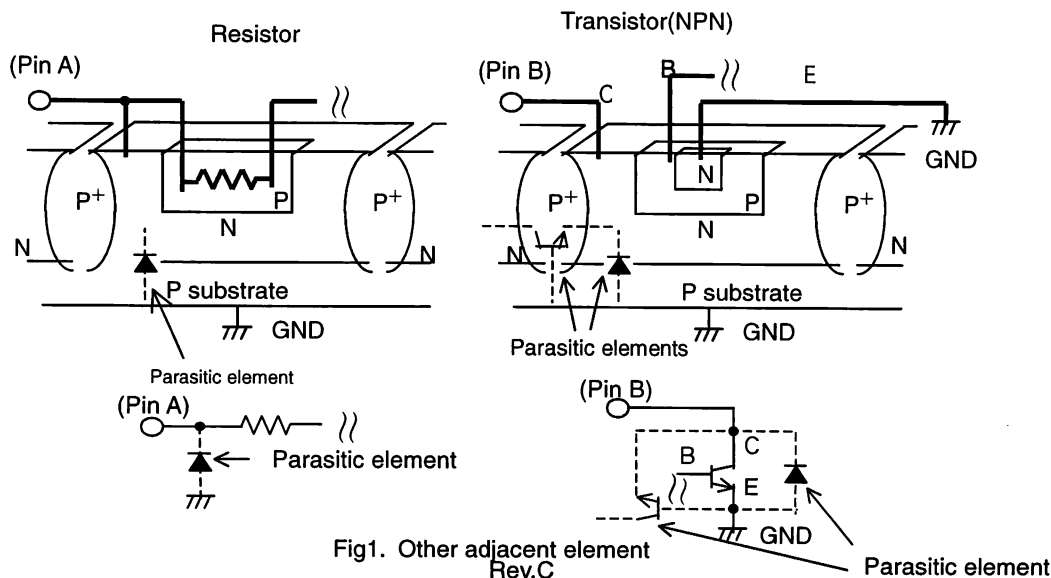 Resistor
(Pin A)
P+
P
N
P+
N
N
P substrate
GND
Parasitic element
(Pin A)
Parasitic element
Transistor(NPN)
(Pin B)
C
B
E
GND
N
P+
P
N
P+
N
N
P substrate
GND
Parasitic elements
(Pin B)
C
B
E
GND
Parasitic element
Fig1. Other adjacent element
Rev.C